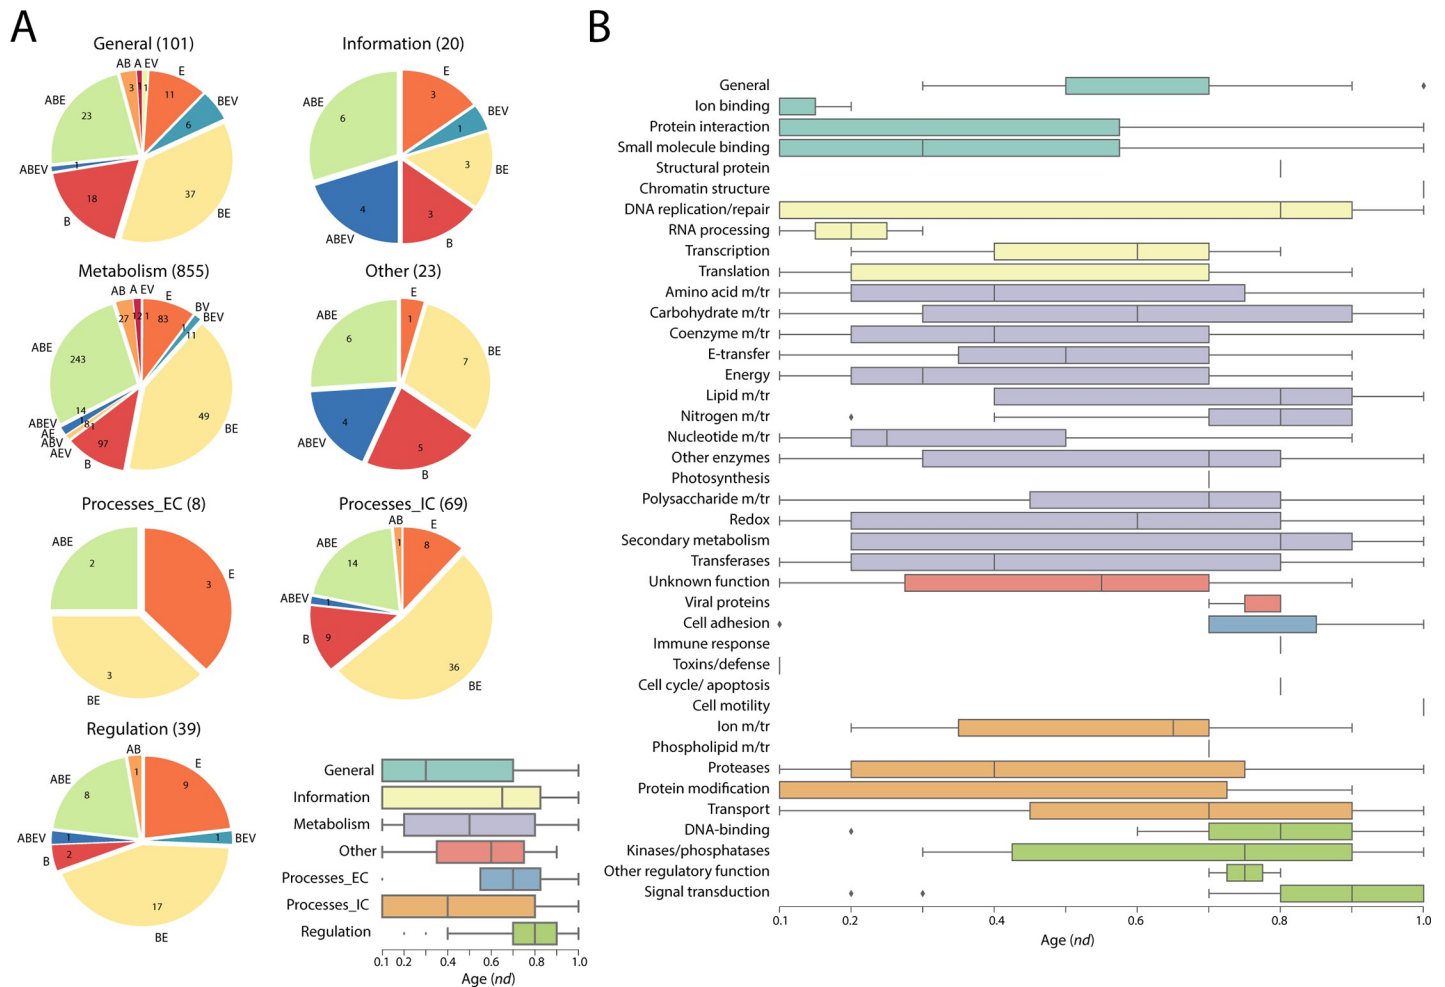 A
General (101)
AB A EV
E
ABE
3
1
11
BEV
23
6
1
ABEV
18
37
B
BE
Information (20)
E
ABE
3
BEV
6
1
3
BE
4
3
ABEV
B
Metabolism (855)
AB A EV
E
BV
BEV
27
12
1
83
1
11
ABE
243
14
1
8
1
ABEV
AE
ABV
AEV
97
B
49
BE
Other (23)
E
ABE
1
6
BE
7
4
ABEV
5
B
Processes_EC (8)
ABE
2
E
3
3
BE
Processes_IC (69)
AB
E
ABE
1
8
14
ABEV
1
B
9
36
BE
Regulation (39)
AB
E
ABE
1
9
8
ABEV
1
1
BEV
B
2
17
BE
General
Information
Metabolism
Other
Processes_EC
Processes_IC
Regulation
0.1 0.2 0.4 0.6 0.8 1.0
Age (nd)
B
General
Ion binding
Protein interaction
Small molecule binding
Structural protein
Chromatin structure
DNA replication/repair
RNA processing
Transcription
Translation
Amino acid m/tr
Carbohydrate m/tr
Coenzyme m/tr
E-transfer
Energy
Lipid m/tr
Nitrogen m/tr
Nucleotide m/tr
Other enzymes
Photosynthesis
Polysaccharide m/tr
Redox
Secondary metabolism
Transferases
Unknown function
Viral proteins
Cell adhesion
Immune response
Toxins/defense
Cell cycle/ apoptosis
Cell motility
Ion m/tr
Phospholipid m/tr
Proteases
Protein modification
Transport
DNA-binding
Kinases/phosphatases
Other regulatory function
Signal transduction
0.1 0.2 0.4 0.6 0.8 1.0
Age (nd)